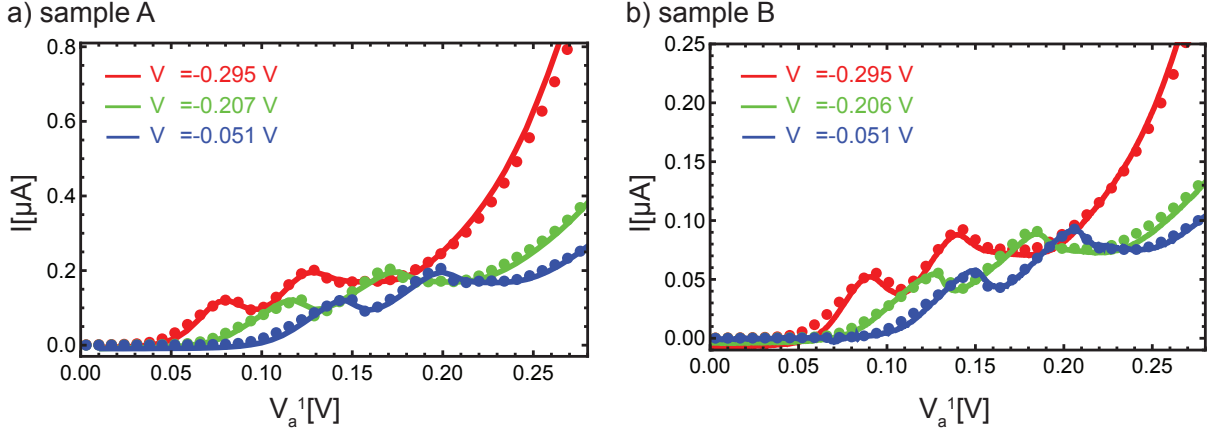 a) sample A
0.8
0.6
0.4
0.2
0.0
I[µA]
V =-0.295 V
V =-0.207 V
V =-0.051 V
0.00 0.05 0.10 0.15 0.20 0.25
Va1[V]
b) sample B
0.25
0.20
0.15
0.10
0.05
0.00
I[µA]
V =-0.295 V
V =-0.206 V
V =-0.051 V
0.00 0.05 0.10 0.15 0.20 0.25
Va1[V]